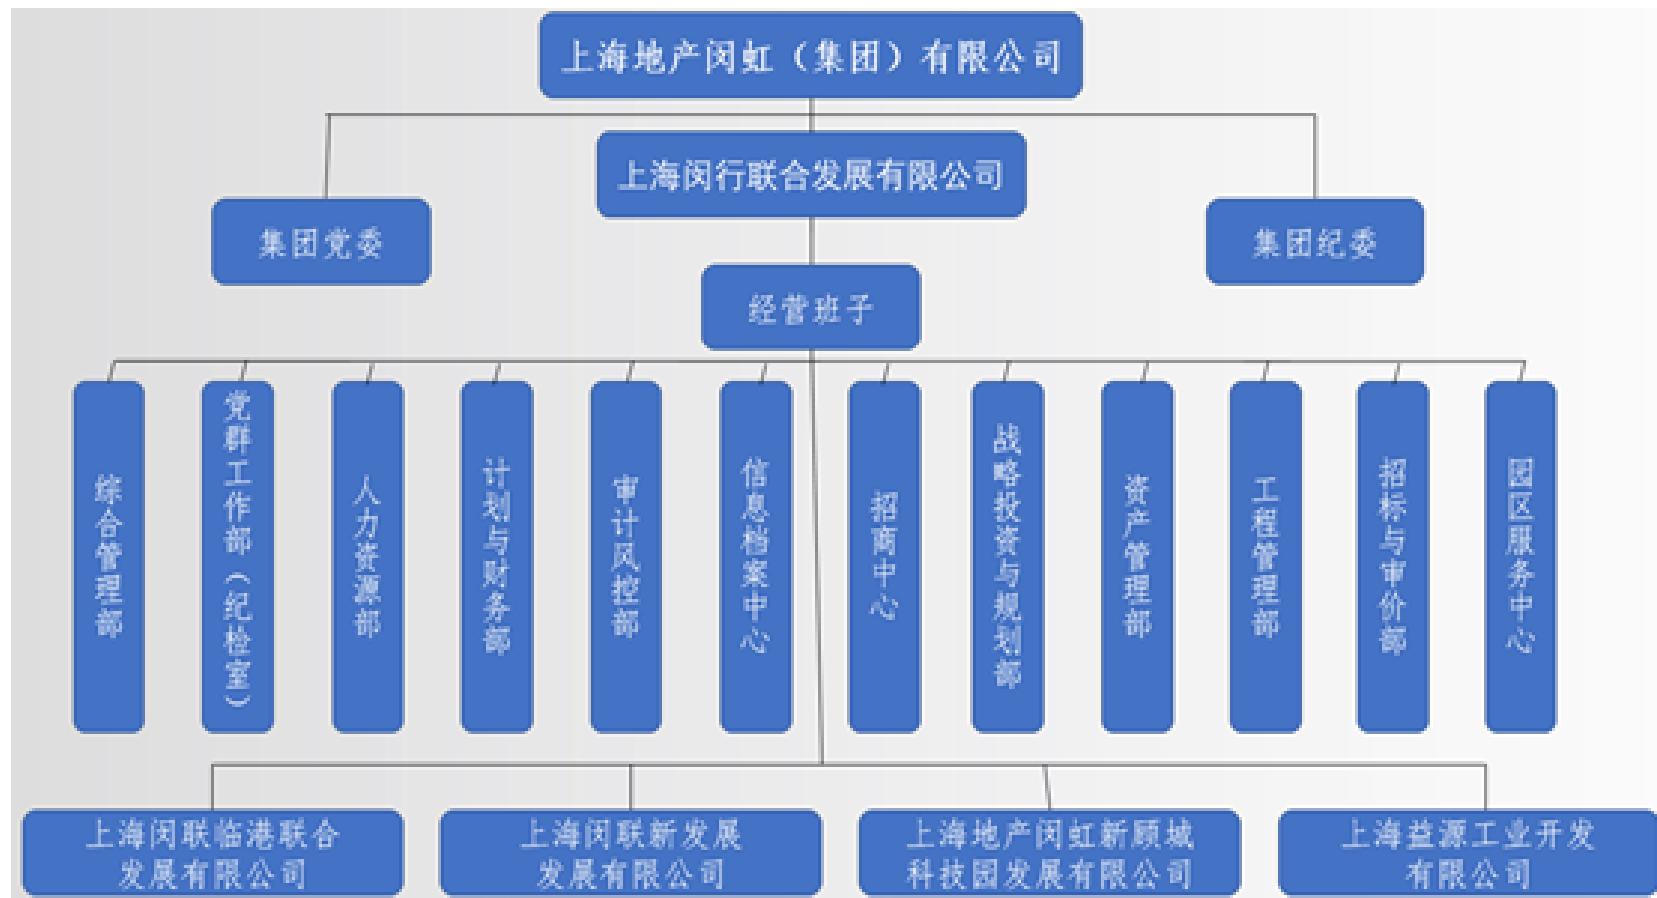 上海地产闵虹（集团）有限公司
上海闵行联合发展有限公司
集团党委
集团纪委
经营班子
综合管理部
党群工作部（纪检室）
人力资源部
计划与财务部
审计风控部
信息档案中心
招商中心
战略投资与规划部
资产管理部
工程管理部
招标与审价部
园区服务中心
上海闵联临港联合
发展有限公司
上海闵联新发展
发展有限公司
上海地产闵虹新顾城
科技园发展有限公司
上海益源工业开发
有限公司